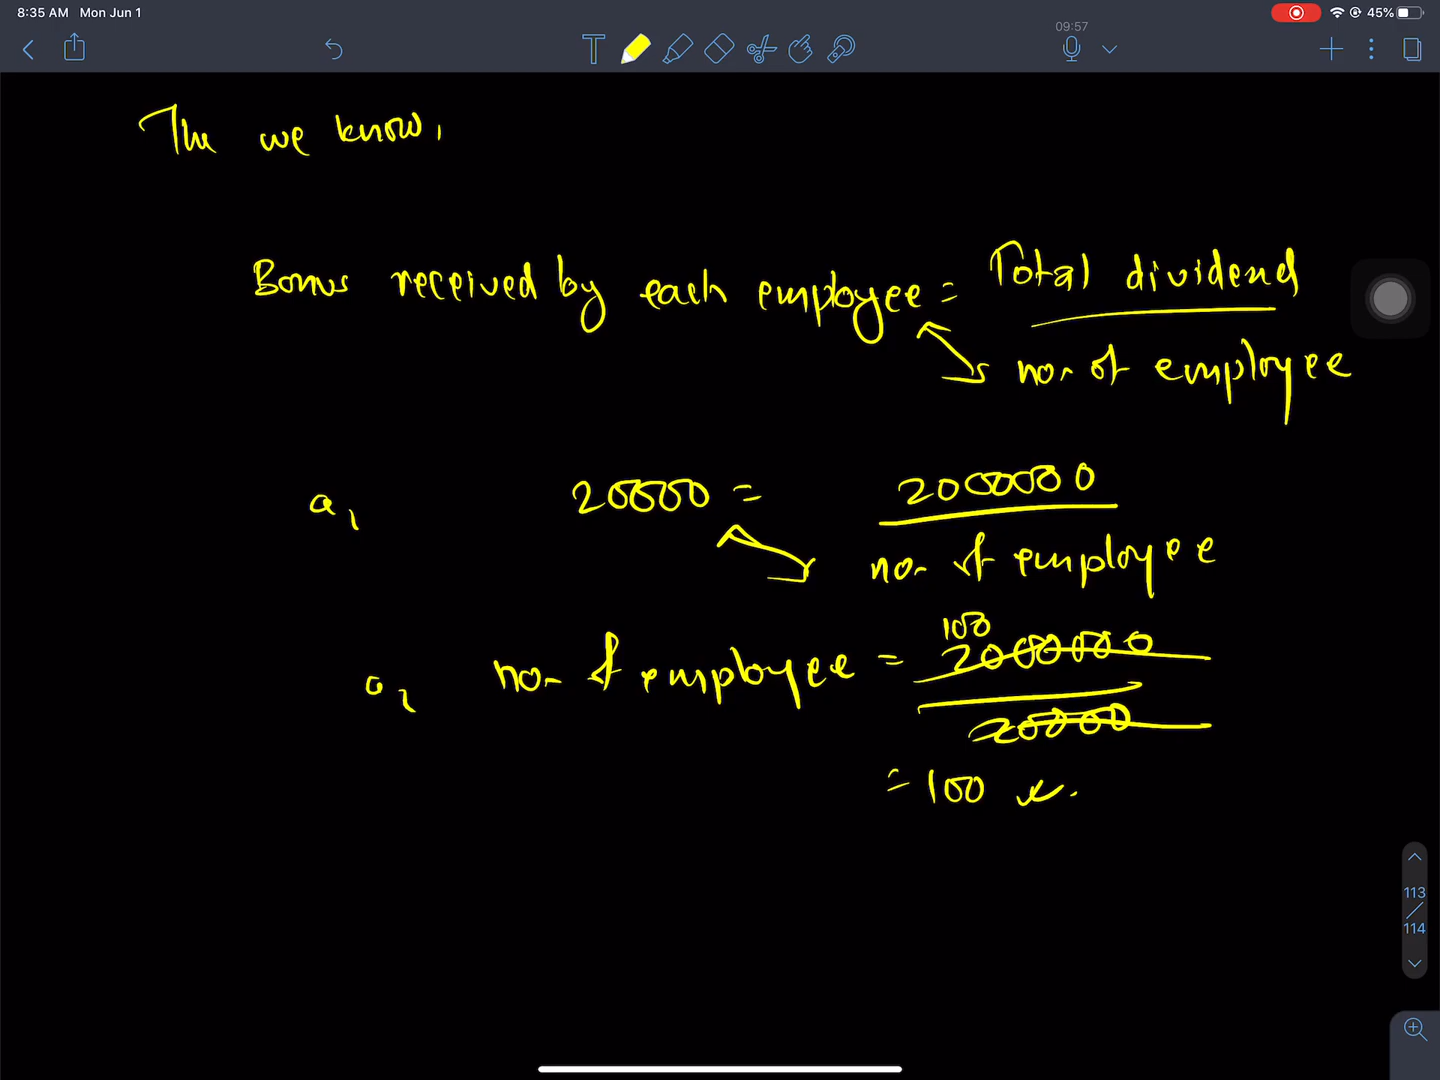 8:35 AM Mon Jun 1
45%
09:57
The we know,
Bonus received by each employee = Total dividend
no. of employee
a, 20000 = 2000000
no. of employee
100
a, no. of employee = 2000000
20000
= 100
113
114